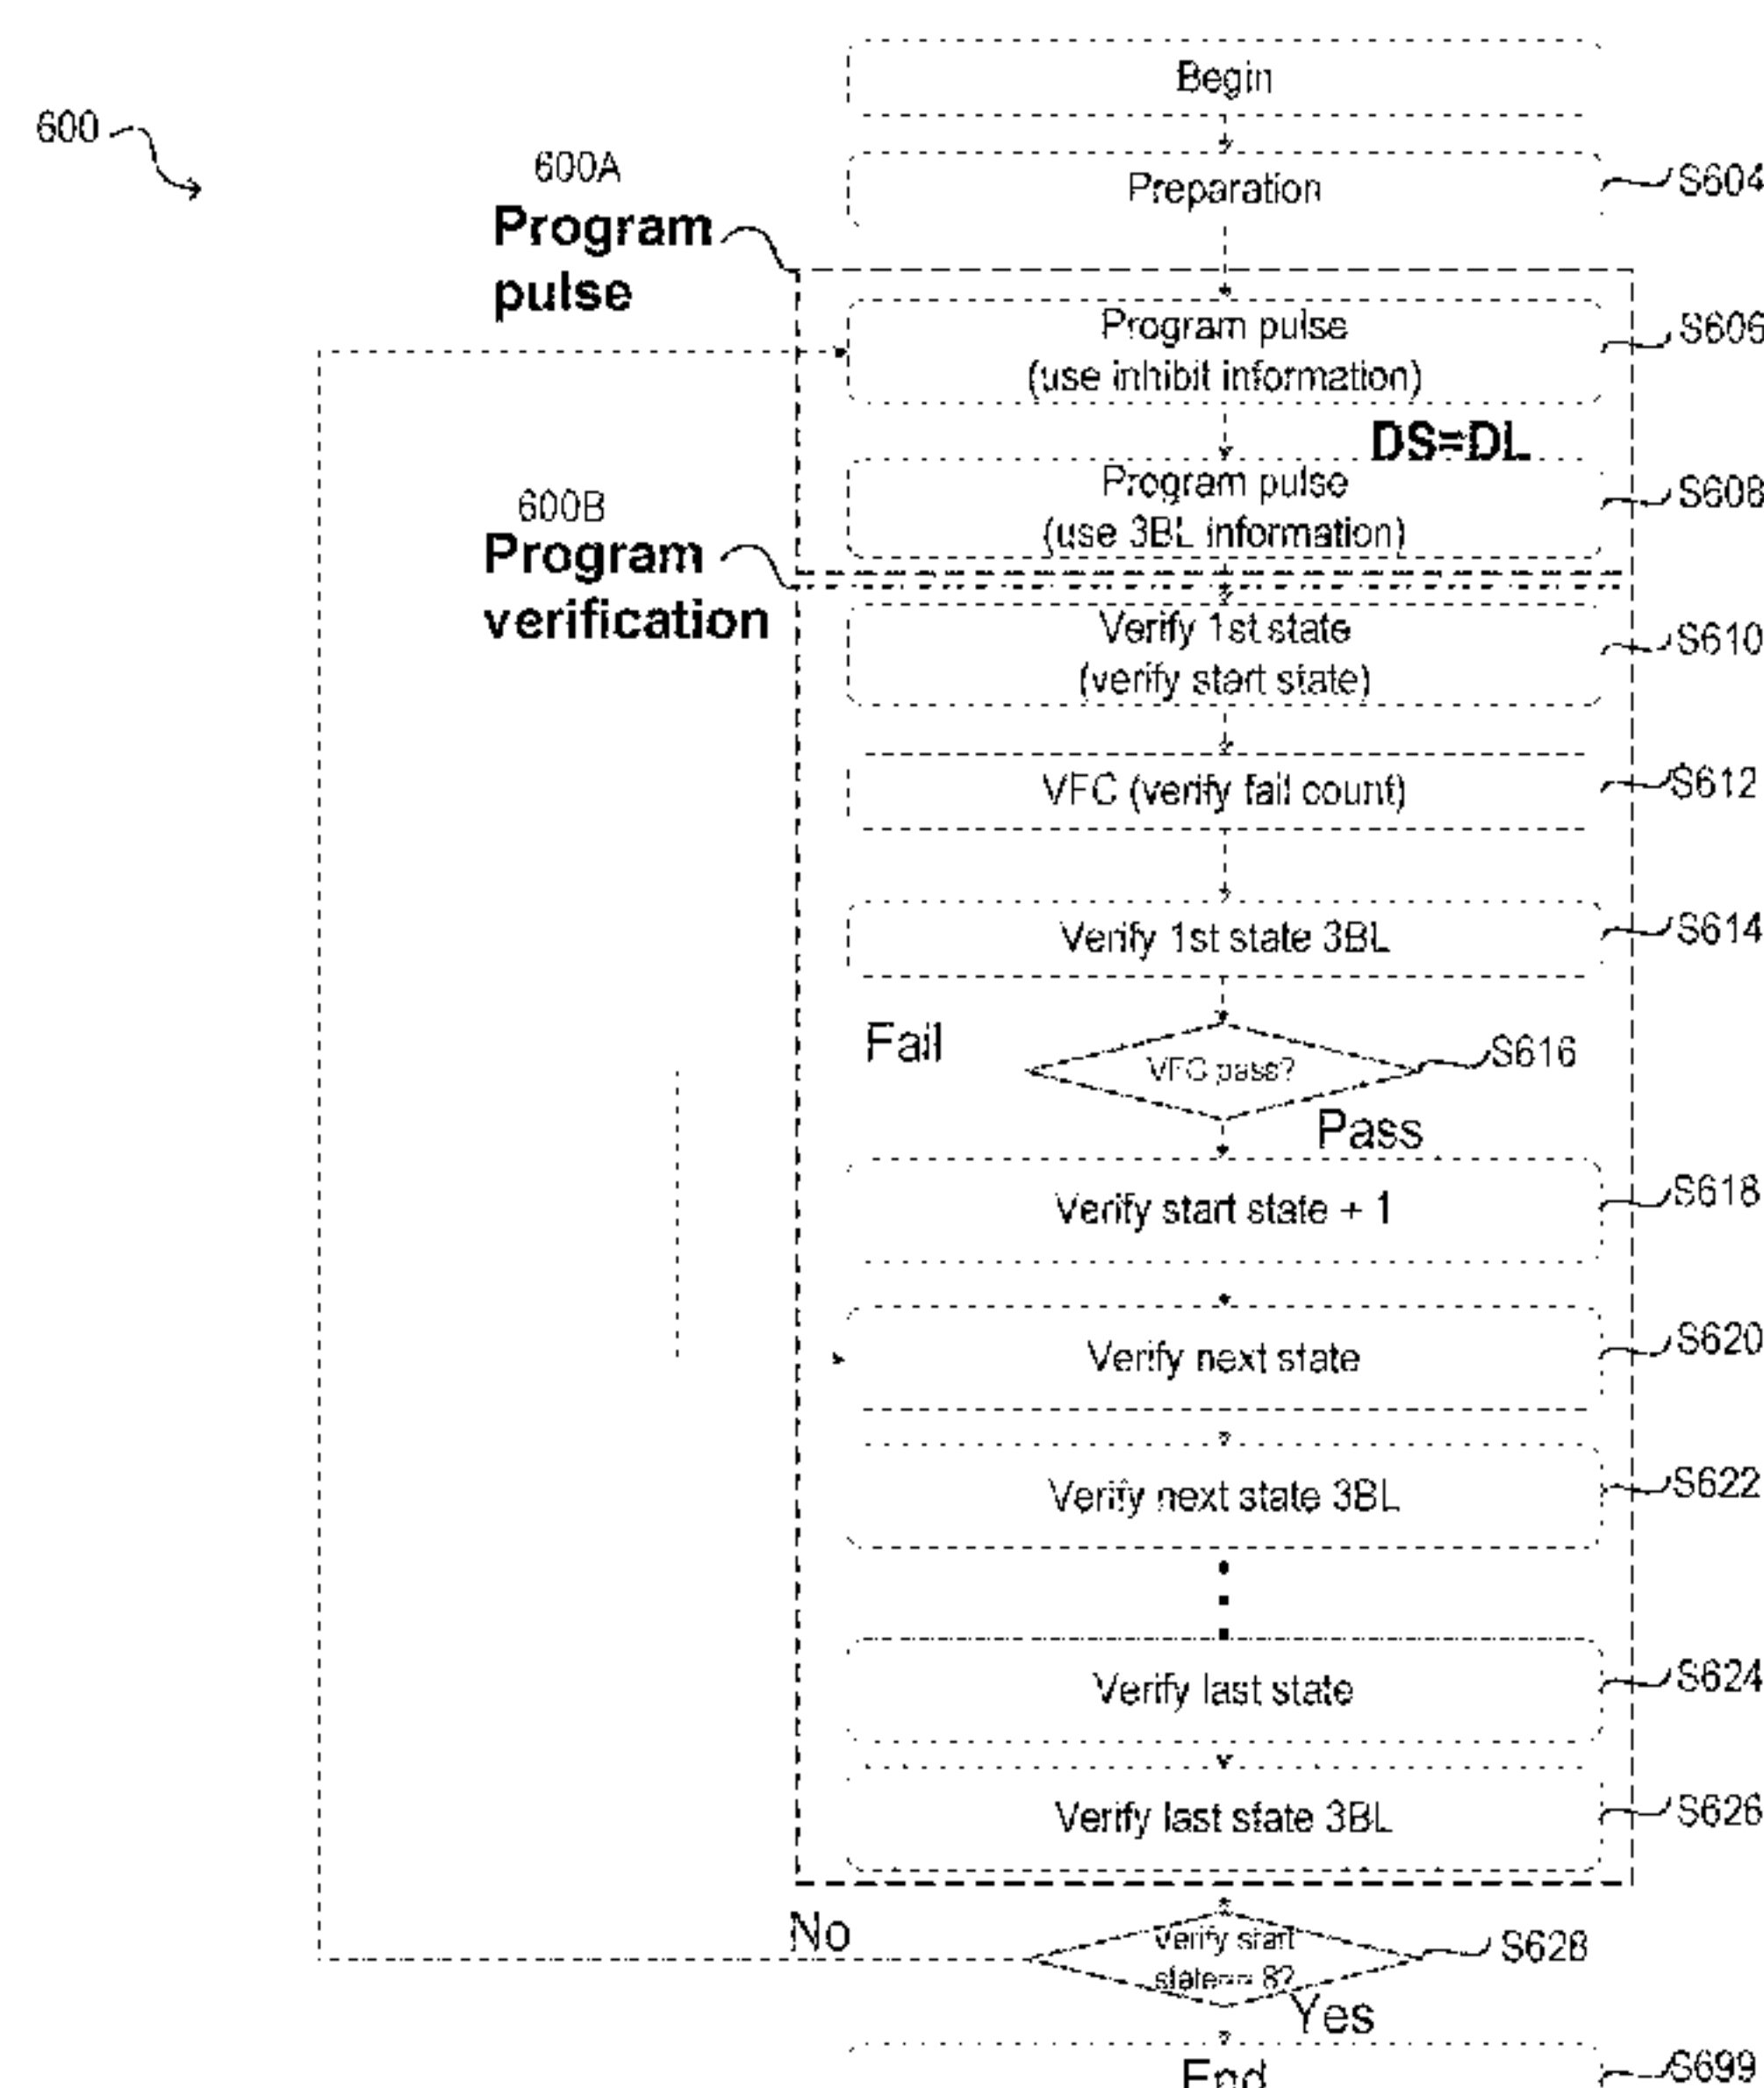 Begin
600
600A
Preparation
S604
Program
pulse
Program pulse
(use inhibit information)
S606
DS=DL
600B
Program pulse
(use 3BL information)
S608
Program
verification
Verify 1st state
(verify start state)
S610
VFC (verify fail count)
S612
Verify 1st state 3BL
S614
Fail
VFC pass?
S616
Pass
Verify start state + 1
S618
Verify next state
S620
Verify next state 3BL
S622
Verify last state
S624
Verify last state 3BL
S626
No
Verify start
state== 8?
S628
Yes
End
S699